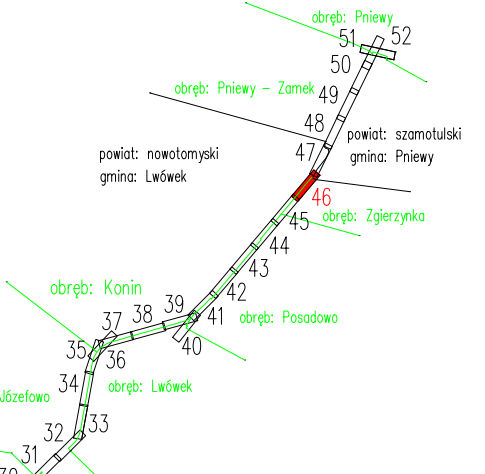 obręb: Pniewy
51
52
50
obręb: Pniewy – Zamek
49
48
powiat: szamotulski
47
gmina: Pniewy
powiat: nowotomyski
gmina: Lwówek
46
obręb: Zgierzynka
45
44
43
obręb: Konin
42
39
38
41
obręb: Posadowo
37
40
35
36
34
obręb: Lwówek
Józefowo
33
32
31